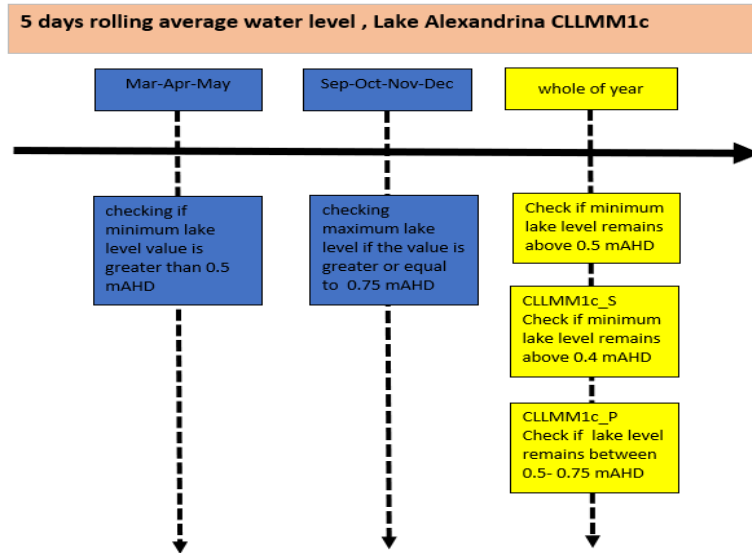 5 days rolling average water level , Lake Alexandrina CLLMM1c
Mar-Apr-May
Sep-Oct-Nov-Dec
whole of year
checking if
minimum lake
level value is
greater than 0.5
mAHD
checking
maximum lake
level if the value is
greater or equal
to 0.75 mAHD
Check if minimum
lake level remains
above 0.5 mAHD
CLLMM1c_S
Check if minimum
lake level remains
above 0.4 mAHD
CLLMM1c_P
Check if lake level
remains between
0.5- 0.75 mAHD